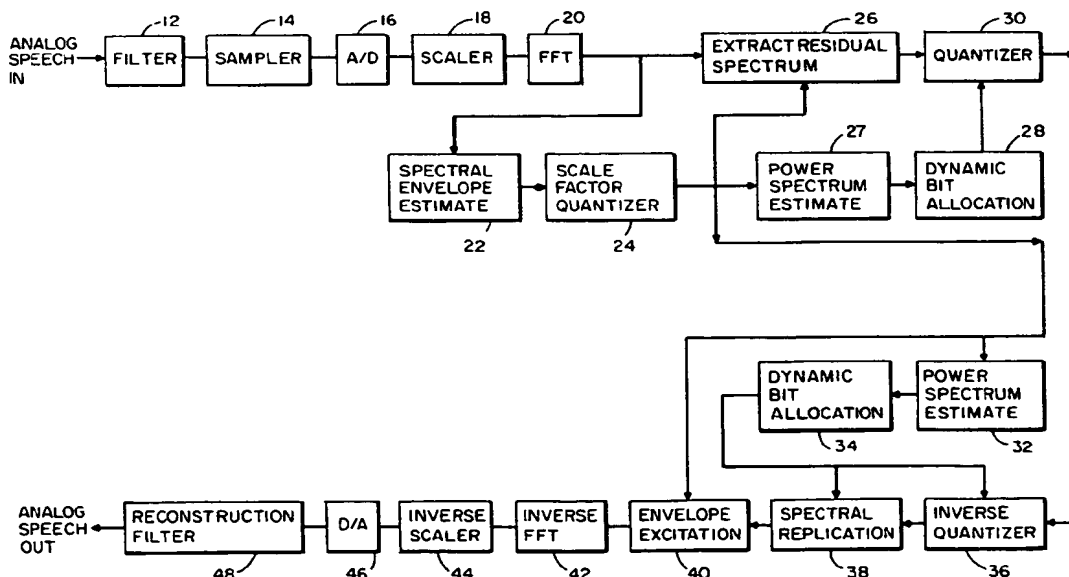 12
14
16
18
20
26
30
ANALOG
SPEECH
IN
FILTER
SAMPLER
A/D
SCALER
FFT
EXTRACT RESIDUAL
SPECTRUM
QUANTIZER
27
28
SPECTRAL
ENVELOPE
ESTIMATE
SCALE
FACTOR
QUANTIZER
POWER
SPECTRUM
ESTIMATE
DYNAMIC
BIT
ALLOCATION
22
24
DYNAMIC
BIT
ALLOCATION
POWER
SPECTRUM
ESTIMATE
34
32
ANALOG
SPEECH
OUT
RECONSTRUCTION
FILTER
D/A
INVERSE
SCALER
INVERSE
FFT
ENVELOPE
EXCITATION
SPECTRAL
REPLICATION
INVERSE
QUANTIZER
48
46
44
42
40
38
36